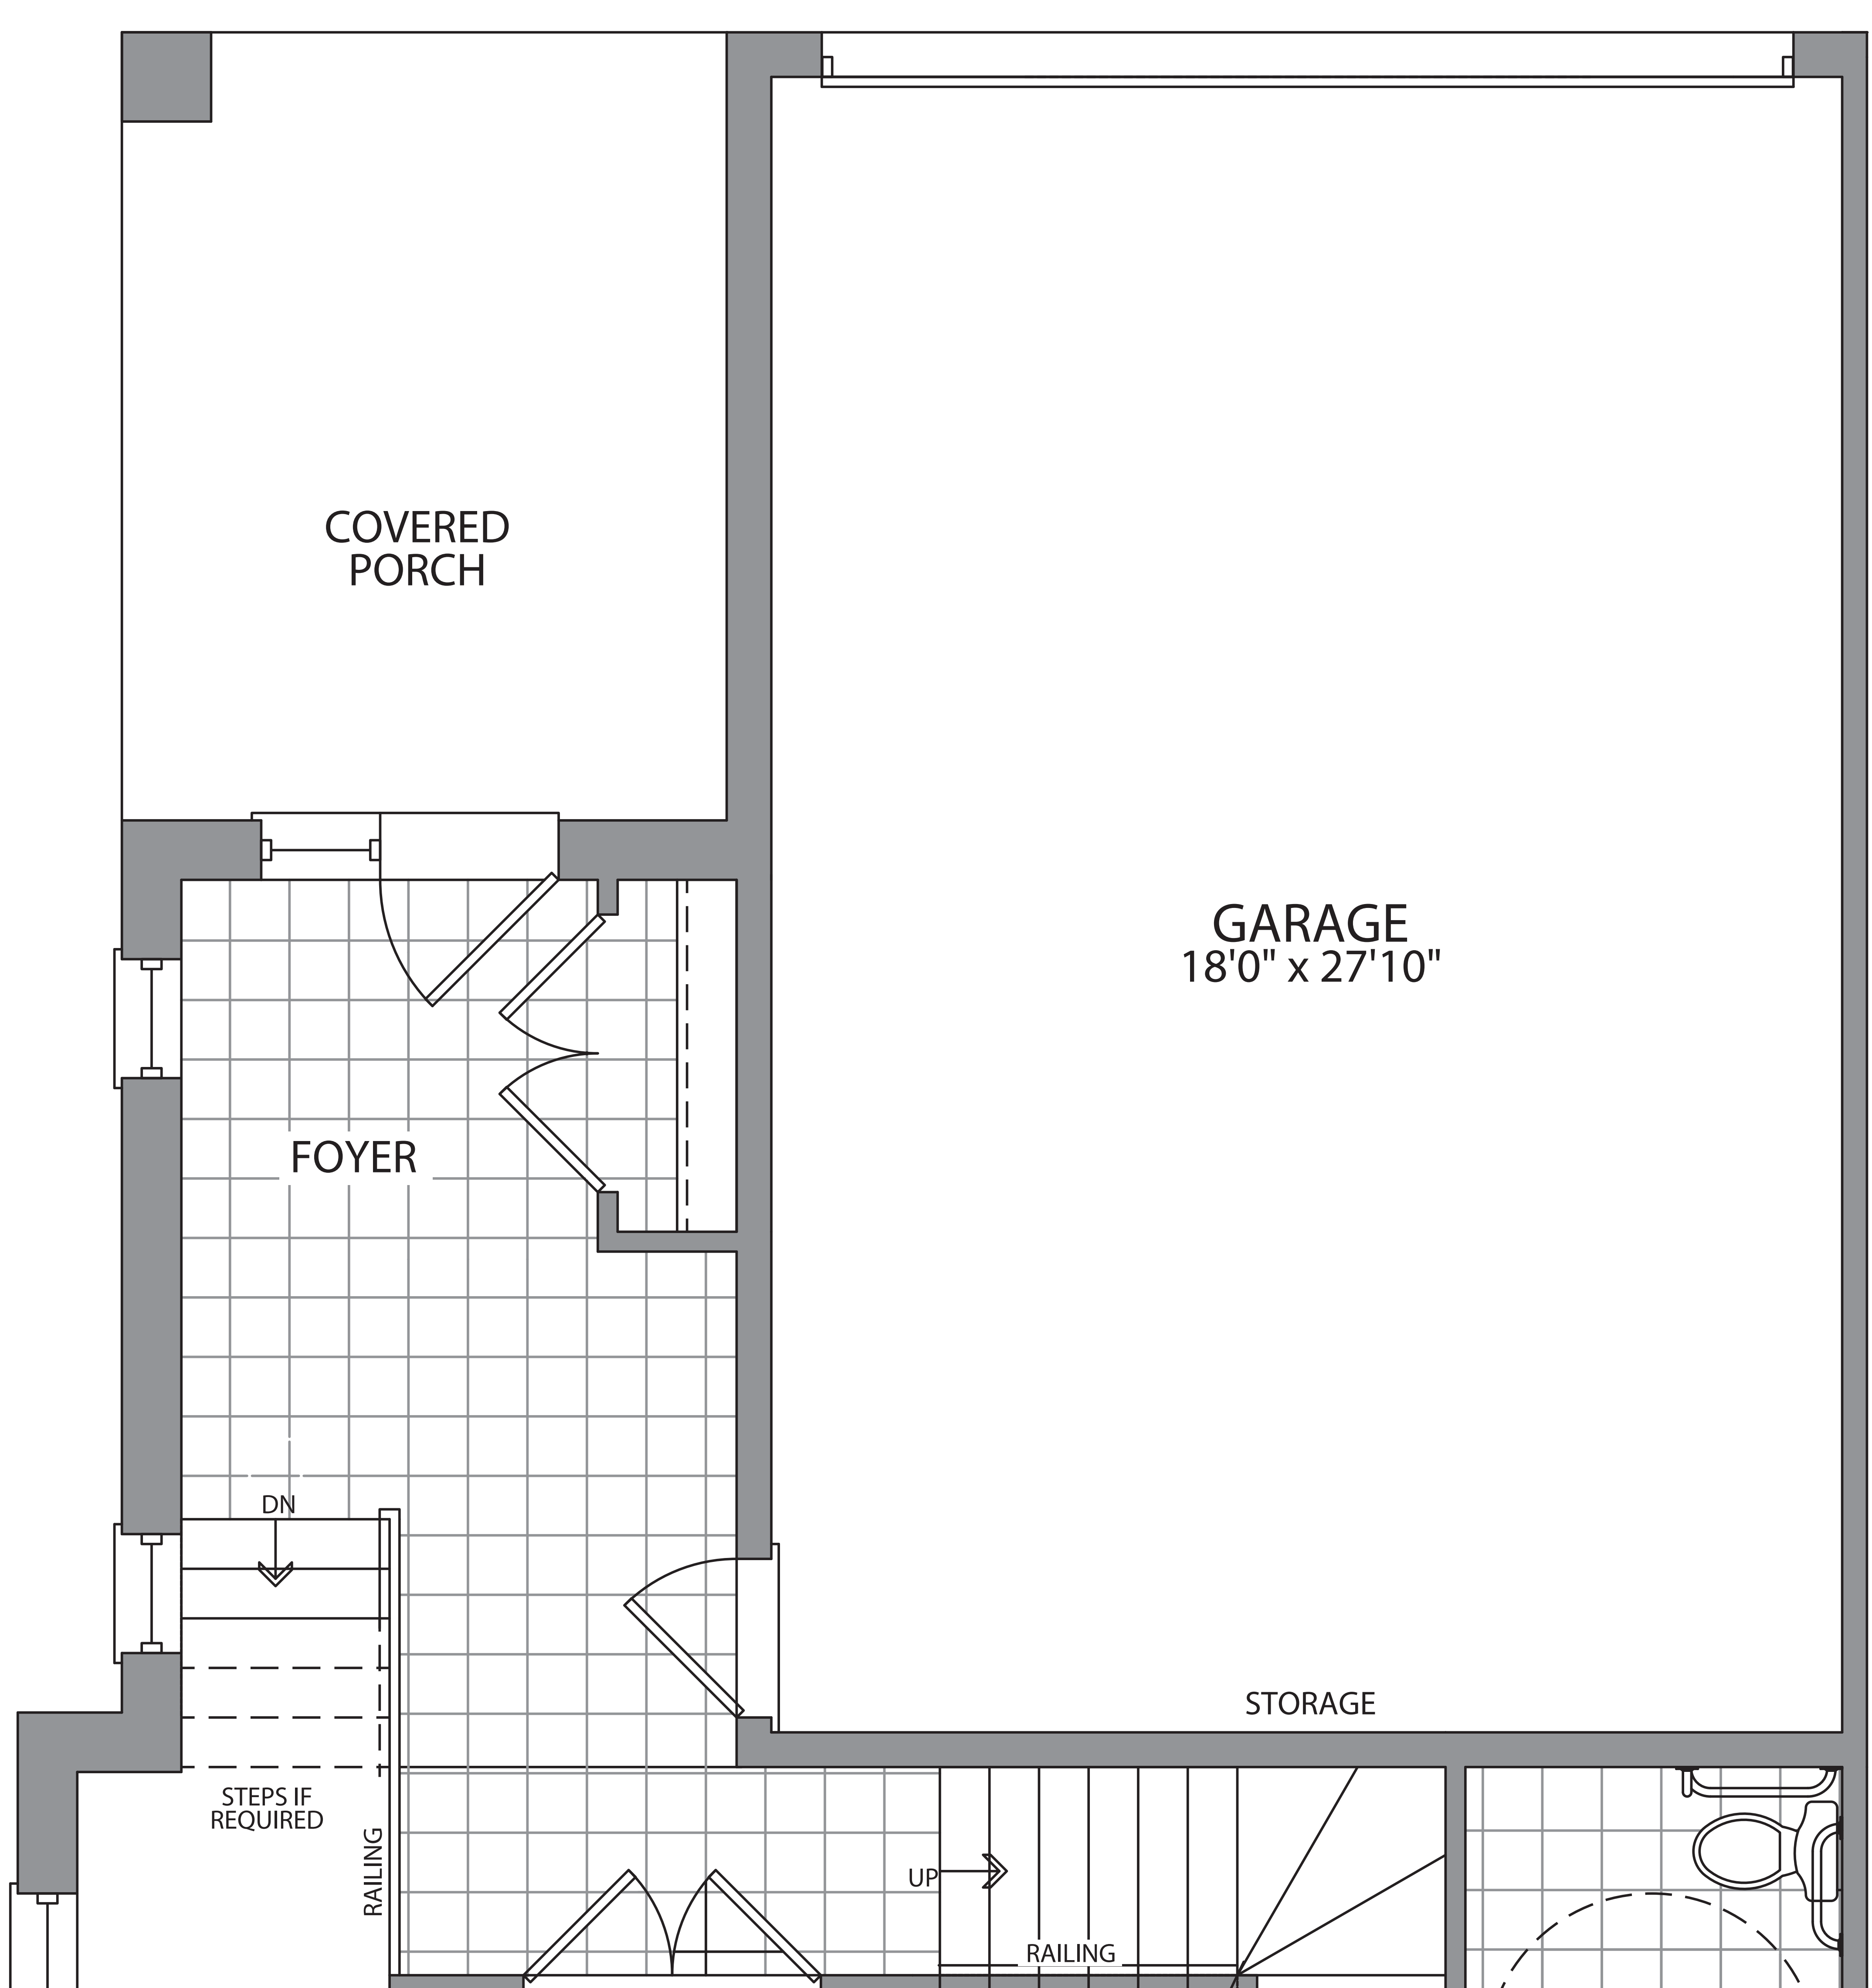 COVERED
PORCH
GARAGE
18'0" x 27'10"
FOYER
DN
STORAGE
STEPS IF
REQUIRED
RAILING
UP
RAILING